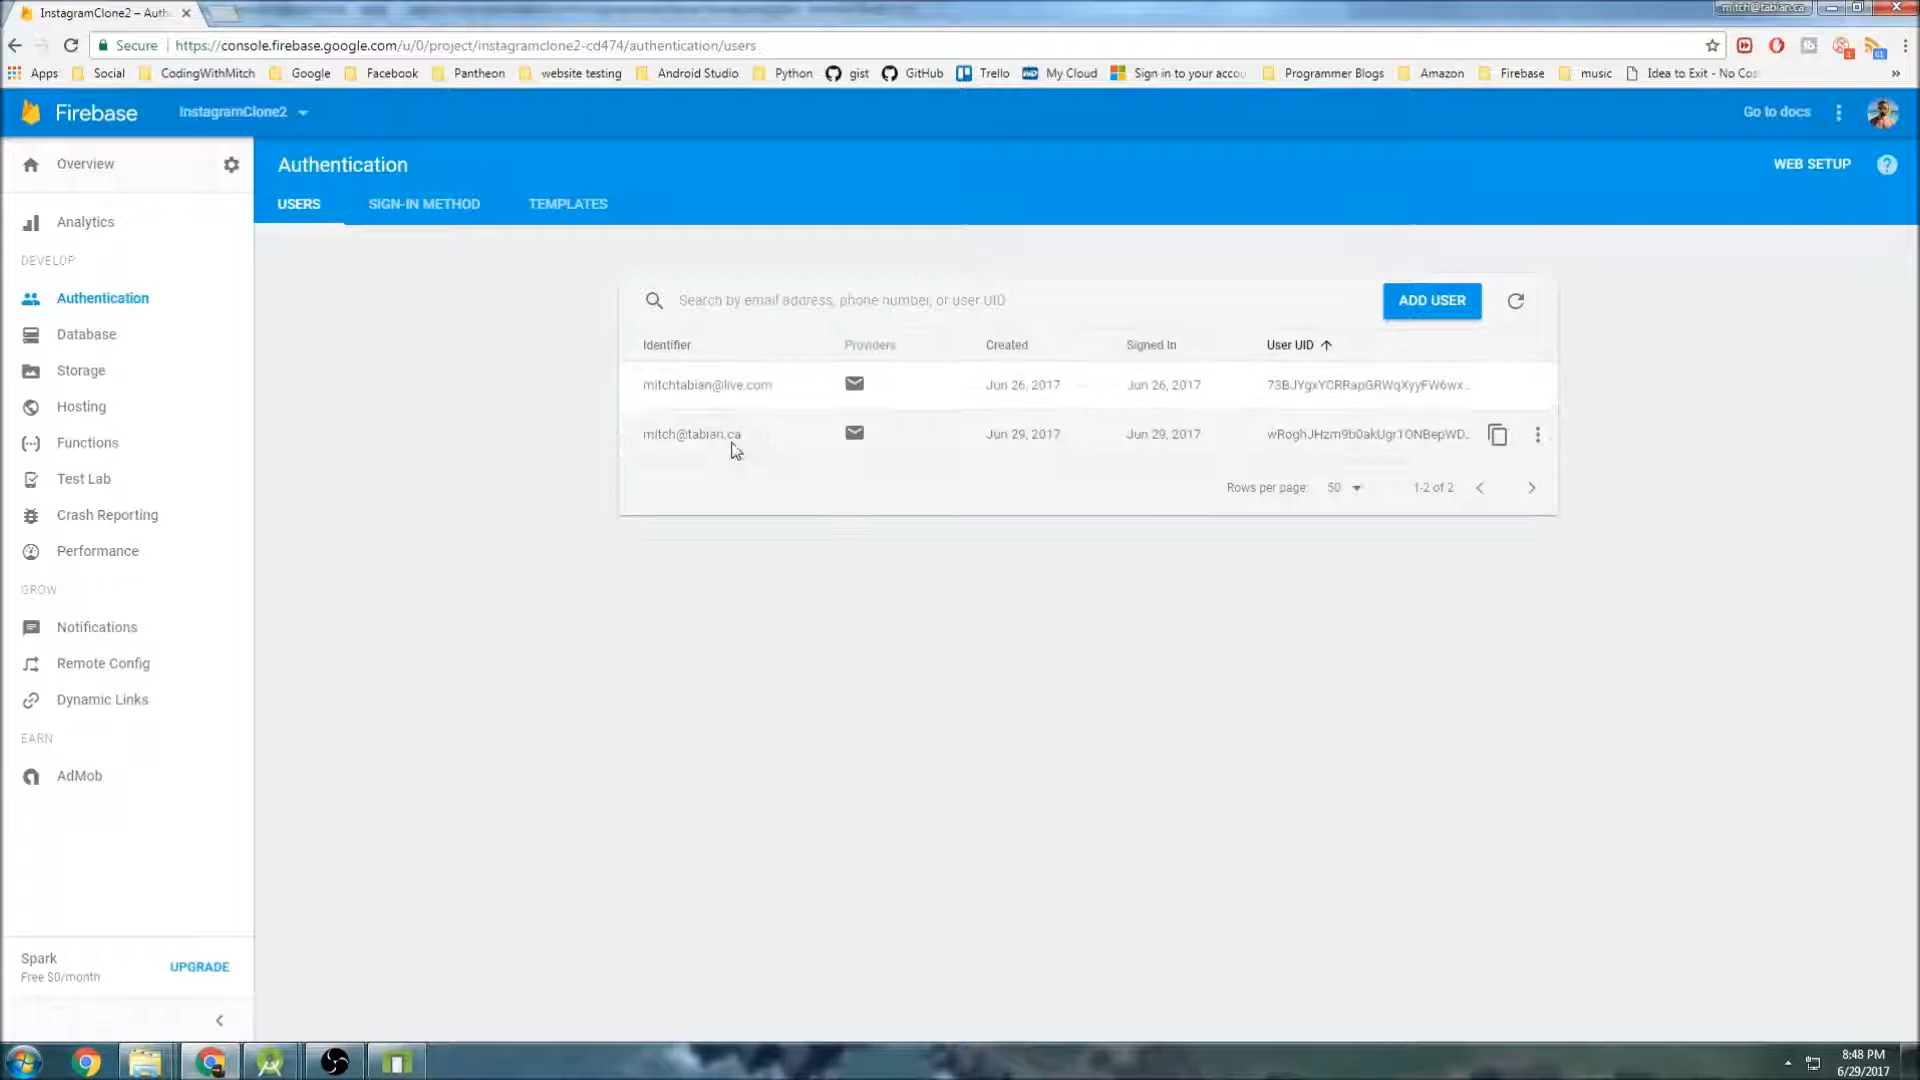 InstagramClone2 – Auth
mitch@tabian.ca
Secure
https://console.firebase.google.com/u/0/project/instagramclone2-cd474/authentication/users
Apps
Social
CodingWithMitch
Google
Facebook
Pantheon
website testing
Android Studio
Python
gist
GitHub
Trello
My Cloud
Sign in to your accou
Programmer Blogs
Amazon
Firebase
music
Idea to Exit - No Cos
»
Firebase
InstagramClone2
Go to docs
Overview
Authentication
WEB SETUP
USERS
SIGN-IN METHOD
TEMPLATES
Analytics
DEVELOP
Authentication
Database
Storage
Hosting
Functions
Test Lab
Crash Reporting
Performance
GROW
Notifications
Remote Config
Dynamic Links
EARN
AdMob
Spark
Free $0/month
UPGRADE
Search by email address, phone number, or user UID
ADD USER
Identifier
Providers
Created
Signed In
User UID
mitchtabian@live.com
Jun 26, 2017
Jun 26, 2017
73BJYgxYCRRapGRWqXyyFW6wx...
mitch@tabian.ca
Jun 29, 2017
Jun 29, 2017
wRoghJHzm9b0akUgr1ONBepWD...
Rows per page:
50
1-2 of 2
8:48 PM
6/29/2017